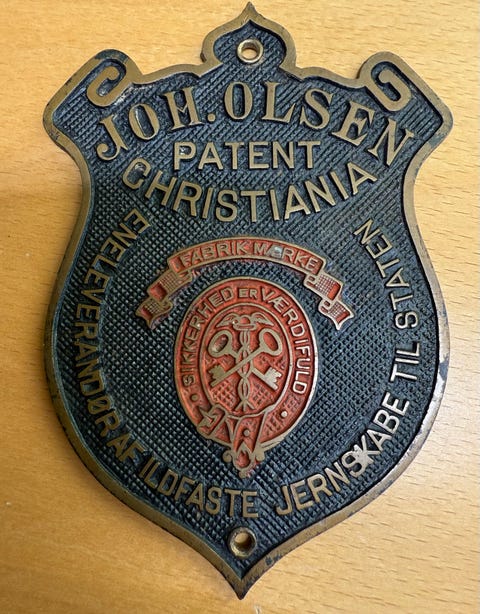 JOH. OLSEN
PATENT
CHRISTIANIA
ENELEVERANDØR AF ILDFASTE JERNSKABE TIL STATEN
FABRIKMÆRKE
SIKKERHED ER VÆRDIFULD